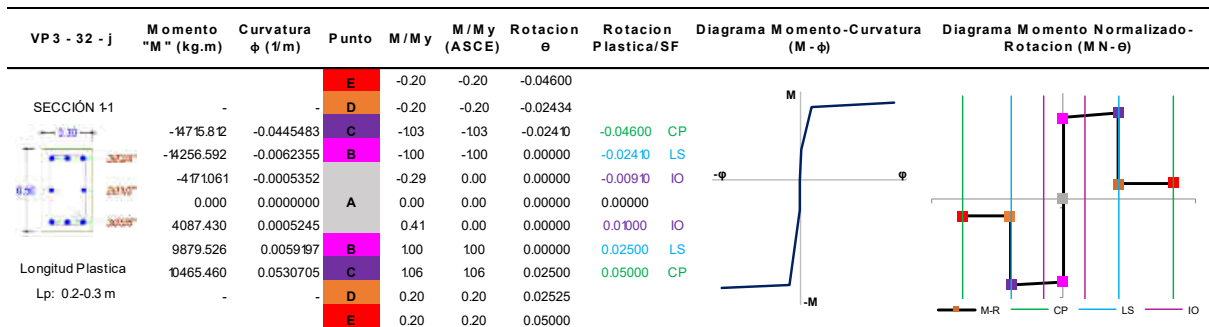 VP3 - 32 - j | Momento "M" (kg.m) | Curvatura ϕ (1/m) | Punto | M/My | M/My (ASCE) | Rotacion θ | Rotacion Plastica/SF | Diagrama Momento-Curvatura (M-ϕ) | Diagrama Momento Normalizado-Rotacion (MN-θ)
E -0.20 -0.20 -0.04600
SECCIÓN 1-1 - - D -0.20 -0.20 -0.02434
-14715.812 -0.0445483 C -1.03 -1.03 -0.02410 -0.04600 CP
-14256.592 -0.0062355 B -1.00 -1.00 0.00000 -0.02410 LS
-4171.061 -0.0005352 -0.29 0.00 0.00000 -0.00910 IO
0.000 0.0000000 A 0.00 0.00 0.00000 0.00000
4087.430 0.0005245 0.41 0.00 0.00000 0.01000 IO
9879.526 0.0059197 B 1.00 1.00 0.00000 0.02500 LS
10465.460 0.0530705 C 1.06 1.06 0.02500 0.05000 CP
Longitud Plastica
Lp: 0.2-0.3 m - - D 0.20 0.20 0.02525
E 0.20 0.20 0.05000
M
-φ φ
-M
M-R CP LS IO